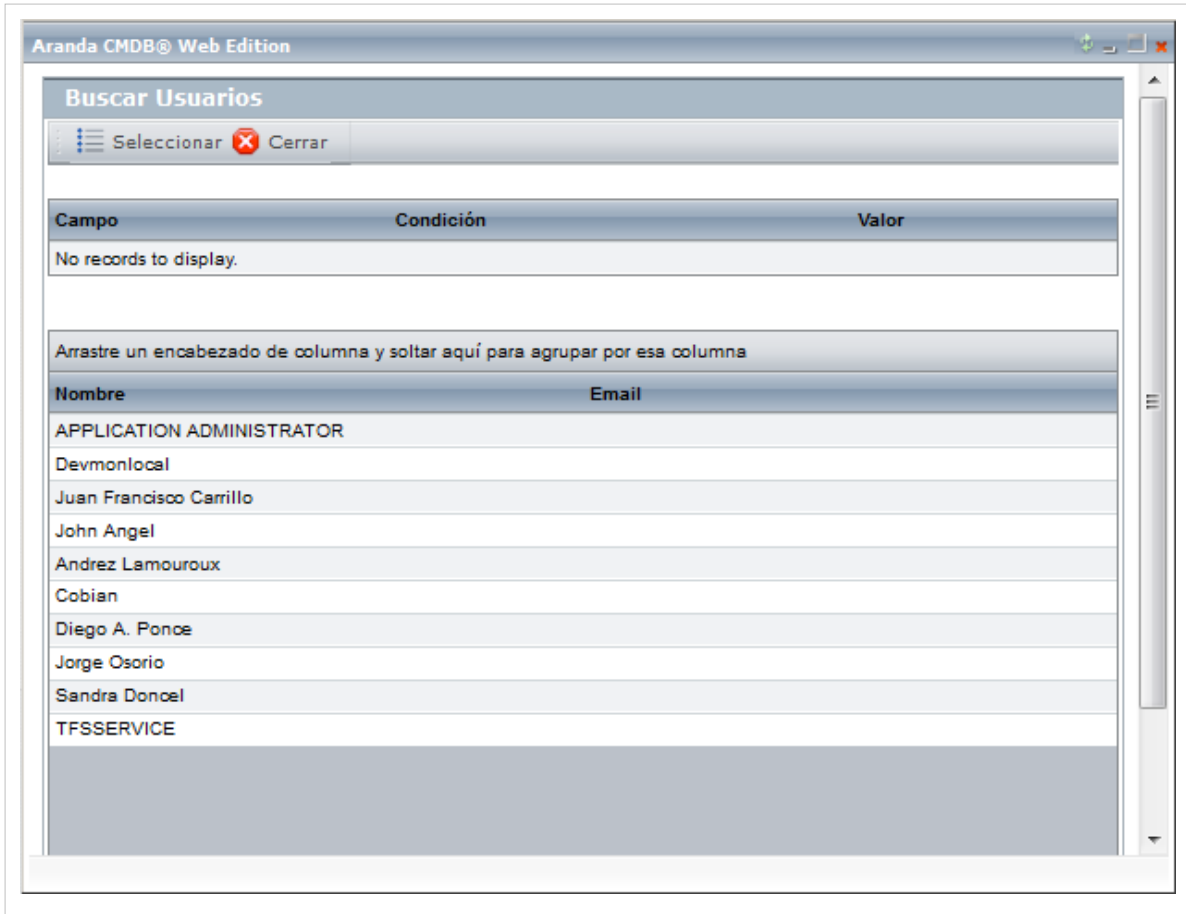 Aranda CMDB® Web Edition
Buscar Usuarios
Seleccionar Cerrar
Campo Condición Valor
No records to display.
Arrastre un encabezado de columna y soltar aquí para agrupar por esa columna
Nombre Email
APPLICATION ADMINISTRATOR
Devmonlocal
Juan Francisco Carrillo
John Angel
Andrez Lamouroux
Cobian
Diego A. Ponce
Jorge Osorio
Sandra Doncel
TFSSERVICE